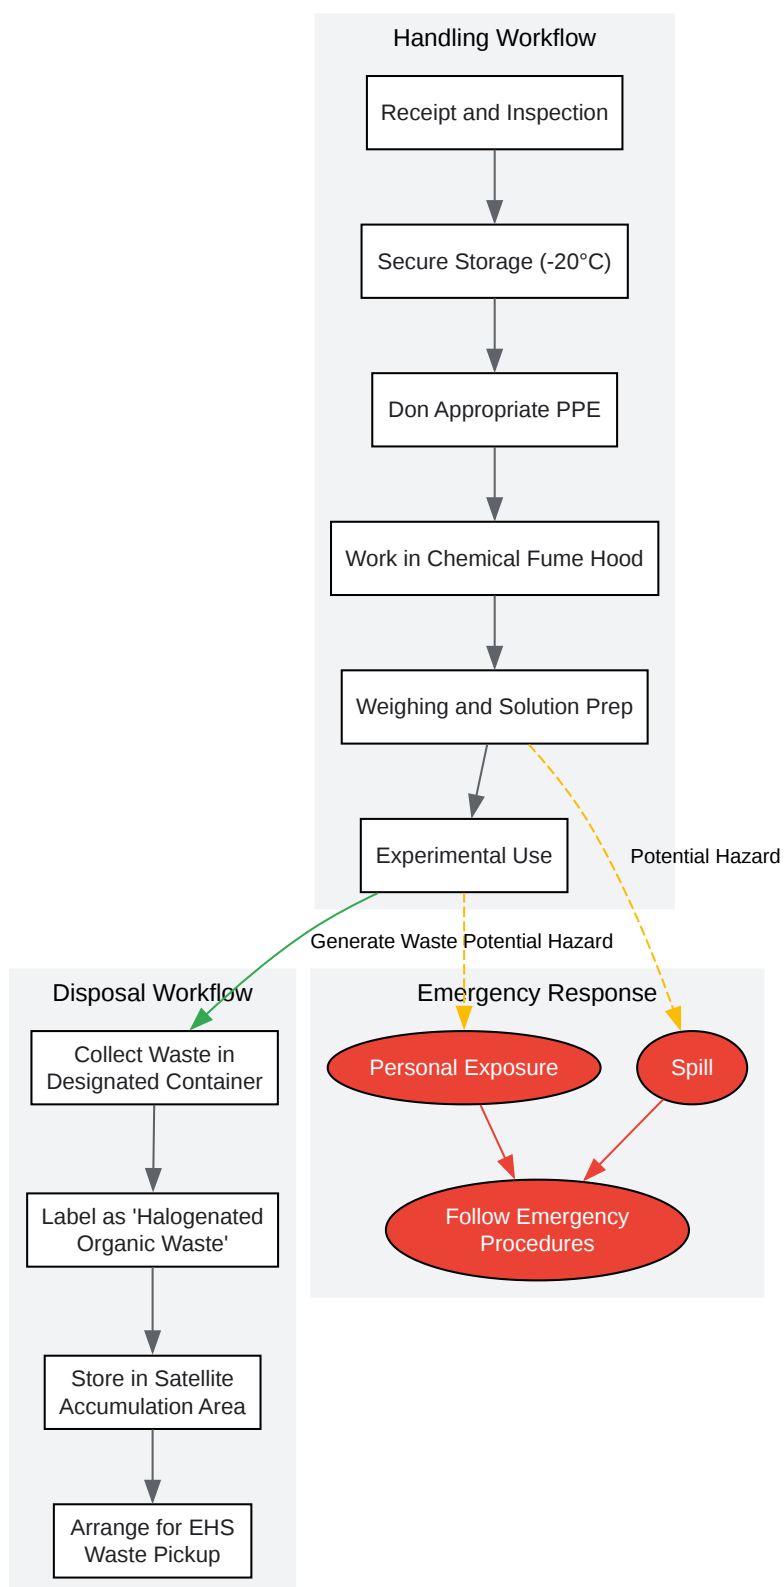 Handling Workflow
Receipt and Inspection
Secure Storage (-20°C)
Don Appropriate PPE
Work in Chemical Fume Hood
Weighing and Solution Prep
Experimental Use
Potential Hazard
Generate Waste
Potential Hazard
Disposal Workflow
Collect Waste in
Designated Container
Label as 'Halogenated
Organic Waste'
Store in Satellite
Accumulation Area
Arrange for EHS
Waste Pickup
Emergency Response
Personal Exposure
Spill
Follow Emergency
Procedures